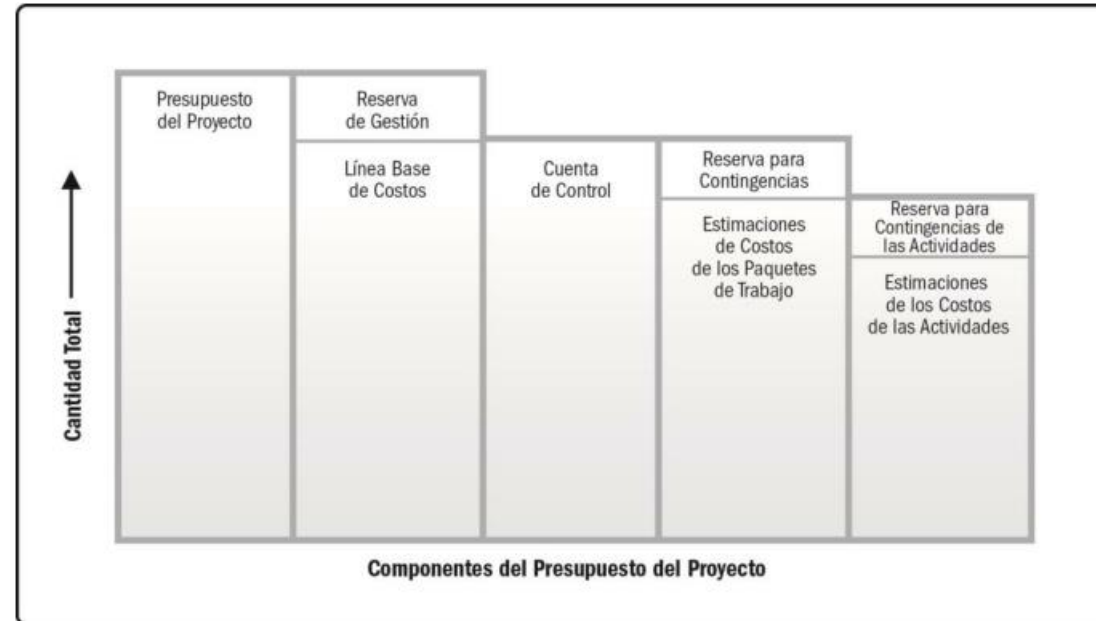 Presupuesto
del Proyecto
Reserva
de Gestión
Línea Base
de Costos
Cuenta
de Control
Reserva para
Contingencias
Estimaciones
de Costos
de los Paquetes
de Trabajo
Reserva para
Contingencias de
las Actividades
Estimaciones
de los Costos
de las Actividades
Cantidad Total
Componentes del Presupuesto del Proyecto